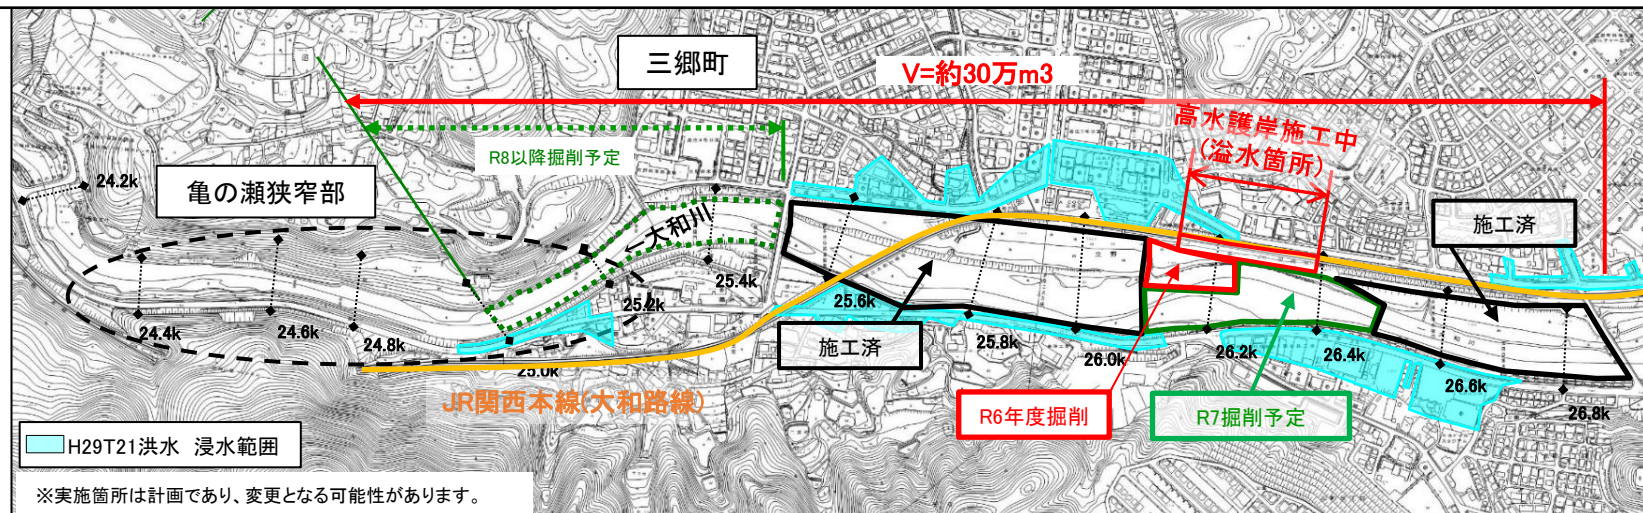 三郷町
V=約30万m3
高水護岸施工中
(溢水箇所)
R8以降掘削予定
亀の瀬狭窄部
←大和川
施工済
施工済
24.2k
24.4k
24.6k
24.8k
25.0k
25.2k
25.4k
25.6k
25.8k
26.0k
26.2k
26.4k
26.6k
26.8k
JR関西本線(大和路線)
R6年度掘削
R7掘削予定
H29T21洪水 浸水範囲
※実施箇所は計画であり、変更となる可能性があります。